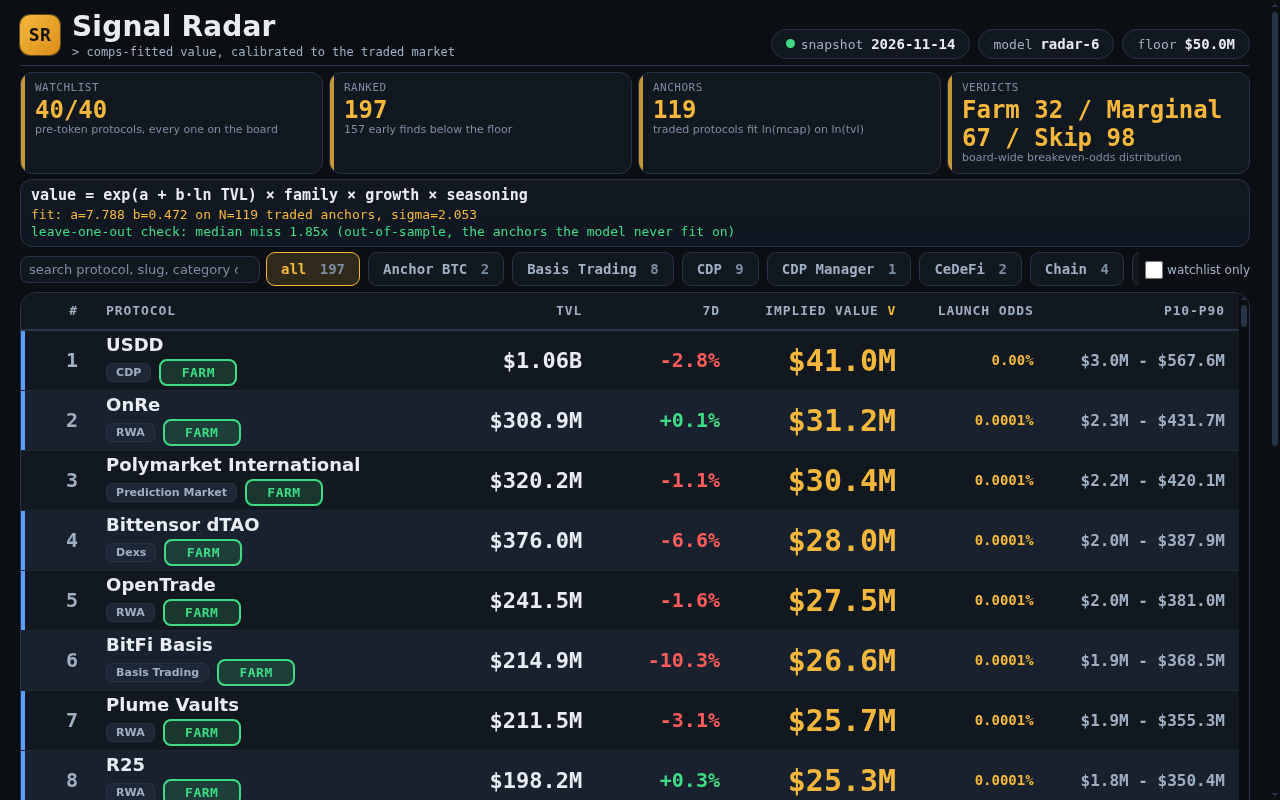 SR
Signal Radar
> comps-fitted value, calibrated to the traded market
snapshot 2026-11-14
model radar-6
floor $50.0M
WATCHLIST
40/40
pre-token protocols, every one on the board
RANKED
197
157 early finds below the floor
ANCHORS
119
traded protocols fit ln(mcap) on ln(tvl)
VERDICTS
Farm 32 / Marginal
67 / Skip 98
board-wide breakeven-odds distribution
value = exp(a + b·ln TVL) × family × growth × seasoning
fit: a=7.788 b=0.472 on N=119 traded anchors, sigma=2.053
leave-one-out check: median miss 1.85x (out-of-sample, the anchors the model never fit on)
search protocol, slug, category
all 197
Anchor BTC 2
Basis Trading 8
CDP 9
CDP Manager 1
CeDeFi 2
Chain 4
watchlist only
# PROTOCOL TVL 7D IMPLIED VALUE V LAUNCH ODDS P10-P90
1 USDD $1.06B -2.8% $41.0M 0.00% $3.0M - $567.6M
CDP FARM
2 OnRe $308.9M +0.1% $31.2M 0.0001% $2.3M - $431.7M
RWA FARM
3 Polymarket International $320.2M -1.1% $30.4M 0.0001% $2.2M - $420.1M
Prediction Market FARM
4 Bittensor dTAO $376.0M -6.6% $28.0M 0.0001% $2.0M - $387.9M
Dexs FARM
5 OpenTrade $241.5M -1.6% $27.5M 0.0001% $2.0M - $381.0M
RWA FARM
6 BitFi Basis $214.9M -10.3% $26.6M 0.0001% $1.9M - $368.5M
Basis Trading FARM
7 Plume Vaults $211.5M -3.1% $25.7M 0.0001% $1.9M - $355.3M
RWA FARM
8 R25 $198.2M +0.3% $25.3M 0.0001% $1.8M - $350.4M
RWA FARM